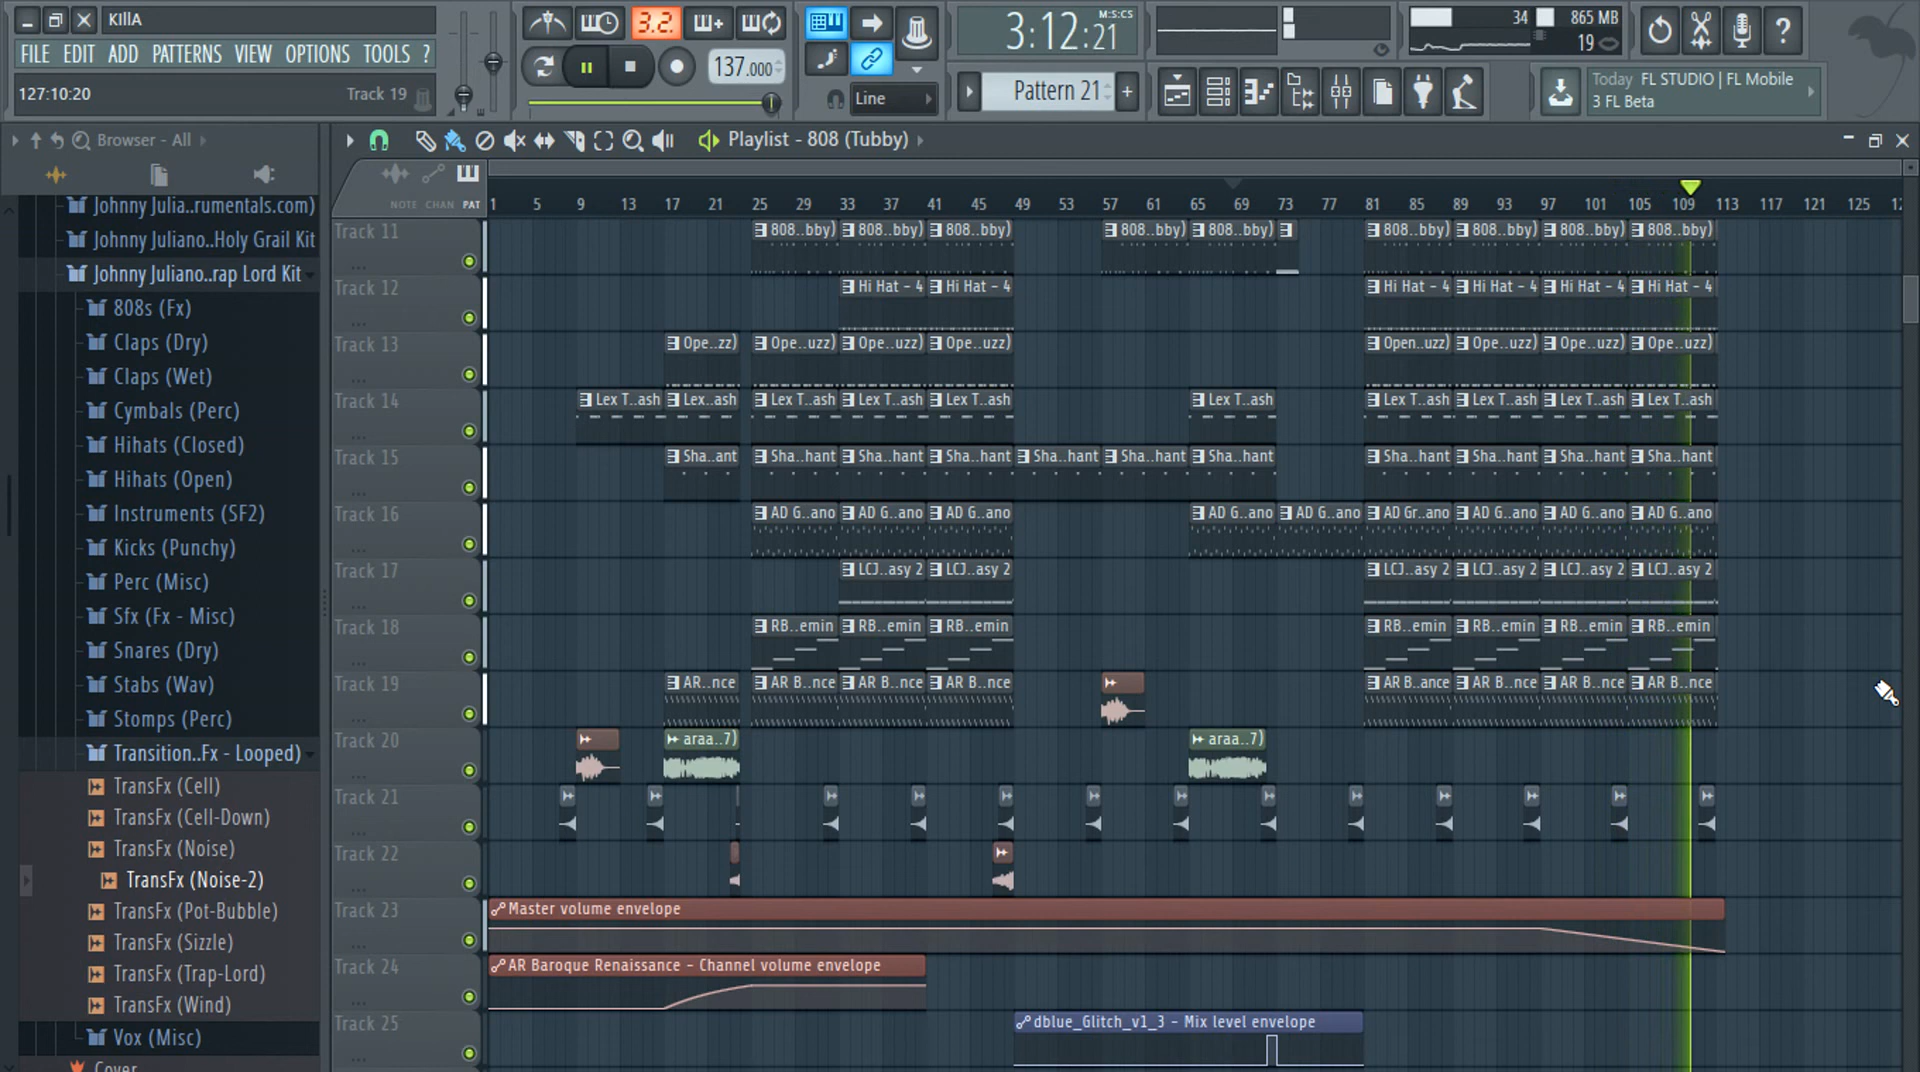 KIllA
FILE EDIT ADD PATTERNS VIEW OPTIONS TOOLS ?
127:10:20 Track 19
3.2.
137.000
Line
3:12:21 M:S:CS
Pattern 21
34 865 MB
19
Today FL STUDIO | FL Mobile
3 FL Beta
Browser - All
Playlist - 808 (Tubby)
NOTE CHAN PAT
1 5 9 13 17 21 25 29 33 37 41 45 49 53 57 61 65 69 73 77 81 85 89 93 97 101 105 109 113 117 121 125
Johnny Julia..rumentals.com)
Johnny Juliano..Holy Grail Kit
Johnny Juliano..rap Lord Kit
808s (Fx)
Claps (Dry)
Claps (Wet)
Cymbals (Perc)
Hihats (Closed)
Hihats (Open)
Instruments (SF2)
Kicks (Punchy)
Perc (Misc)
Sfx (Fx - Misc)
Snares (Dry)
Stabs (Wav)
Stomps (Perc)
Transition..Fx - Looped)
TransFx (Cell)
TransFx (Cell-Down)
TransFx (Noise)
TransFx (Noise-2)
TransFx (Pot-Bubble)
TransFx (Sizzle)
TransFx (Trap-Lord)
TransFx (Wind)
Vox (Misc)
Cover
Track 11 808..bby) 808..bby) 808..bby) 808..bby) 808..bby) 808..bby) 808..bby) 808..bby) 808..bby)
Track 12 Hi Hat - 4 Hi Hat - 4 Hi Hat - 4 Hi Hat - 4 Hi Hat - 4 Hi Hat - 4
Track 13 Ope..zz) Ope..uzz) Ope..uzz) Ope..uzz) Open..uzz) Ope..uzz) Ope..uzz) Ope..uzz)
Track 14 Lex T..ash Lex..ash Lex T..ash Lex T..ash Lex T..ash Lex T..ash Lex T..ash Lex T..ash Lex T..ash Lex T..ash
Track 15 Sha..ant Sha..hant Sha..hant Sha..hant Sha..hant Sha..hant Sha..hant Sha..hant Sha..hant Sha..hant Sha..hant
Track 16 AD G..ano AD G..ano AD G..ano AD G..ano AD G..ano AD Gr..ano AD G..ano AD G..ano AD G..ano
Track 17 LCJ..asy 2 LCJ..asy 2 LCJ..asy 2 LCJ..asy 2 LCJ..asy 2 LCJ..asy 2
Track 18 RB..emin RB..emin RB..emin RB..emin RB..emin RB..emin RB..emin
Track 19 AR..nce AR B..nce AR B..nce AR B..nce AR B..ance AR B..nce AR B..nce AR B..nce
Track 20 araa..7) araa..7)
Track 21
Track 22
Track 23 Master volume envelope
Track 24 AR Baroque Renaissance - Channel volume envelope
Track 25 dblue_Glitch_v1_3 - Mix level envelope